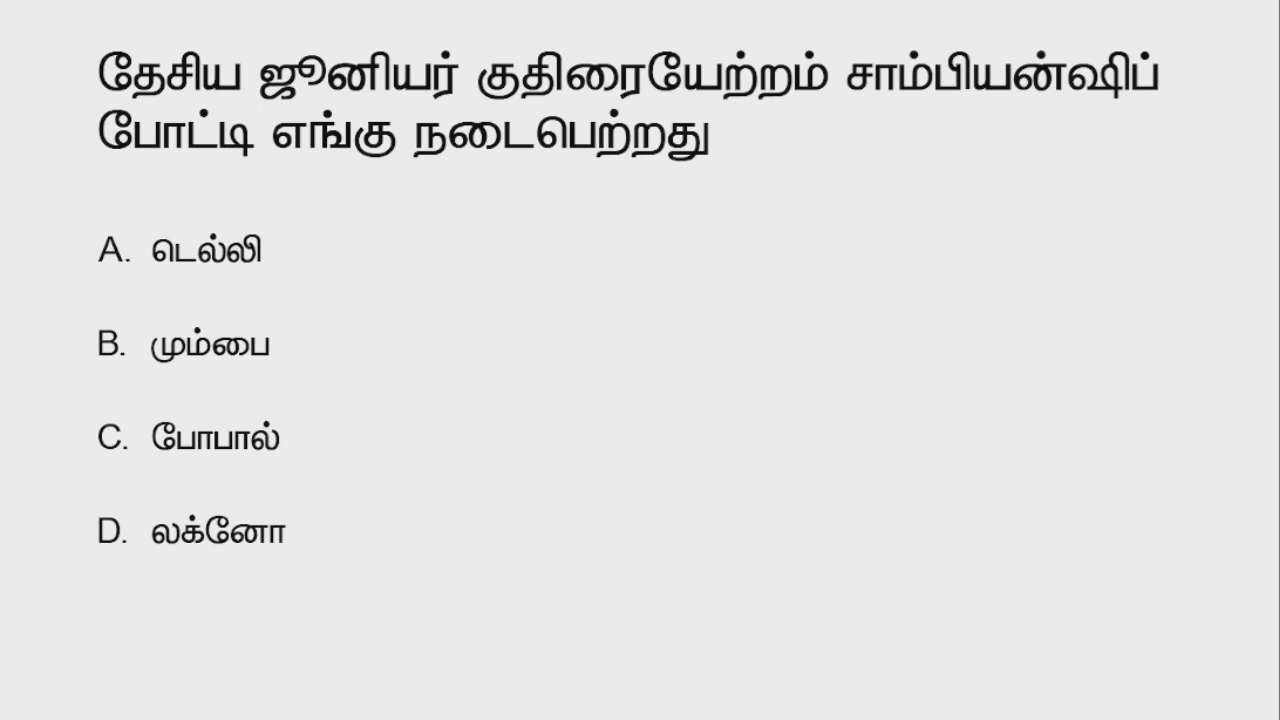 தேசிய ஜூனியர் குதிரையேற்றம் சாம்பியன்ஷிப்
போட்டி எங்கு நடைபெற்றது
A. டெல்லி
B. மும்பை
C. போபால்
D. லக்னோ